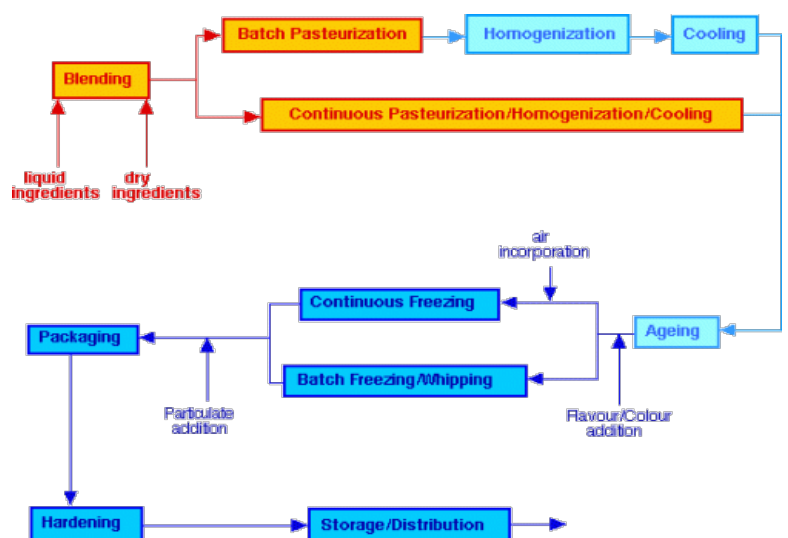 Batch Pasteurization
Homogenization
Cooling
Blending
Continuous Pasteurization/Homogenization/Cooling
liquid
ingredients
dry
ingredients
air
incorporation
Continuous Freezing
Packaging
Ageing
Batch Freezing/Whipping
Particulate
addition
Flavour/Colour
addition
Hardening
Storage/Distribution